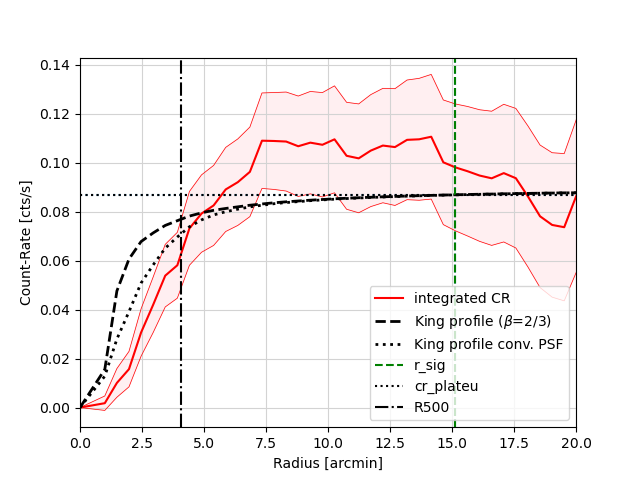 0.14
0.12
0.10
0.08
0.06
0.04
0.02
0.00
Count-Rate [cts/s]
integrated CR
King profile (β=2/3)
King profile conv. PSF
r_sig
cr_plateu
R500
0.0 2.5 5.0 7.5 10.0 12.5 15.0 17.5 20.0
Radius [arcmin]